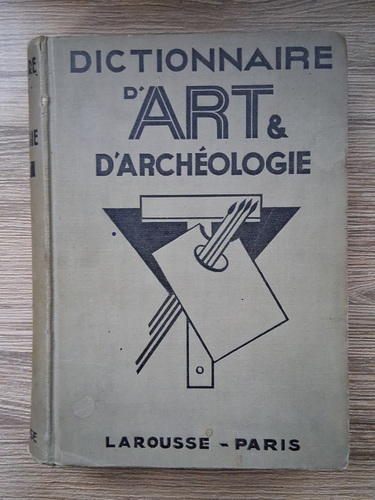 DICTIONNAIRE
D'ART &
D'ARCHÉOLOGIE
LAROUSSE - PARIS